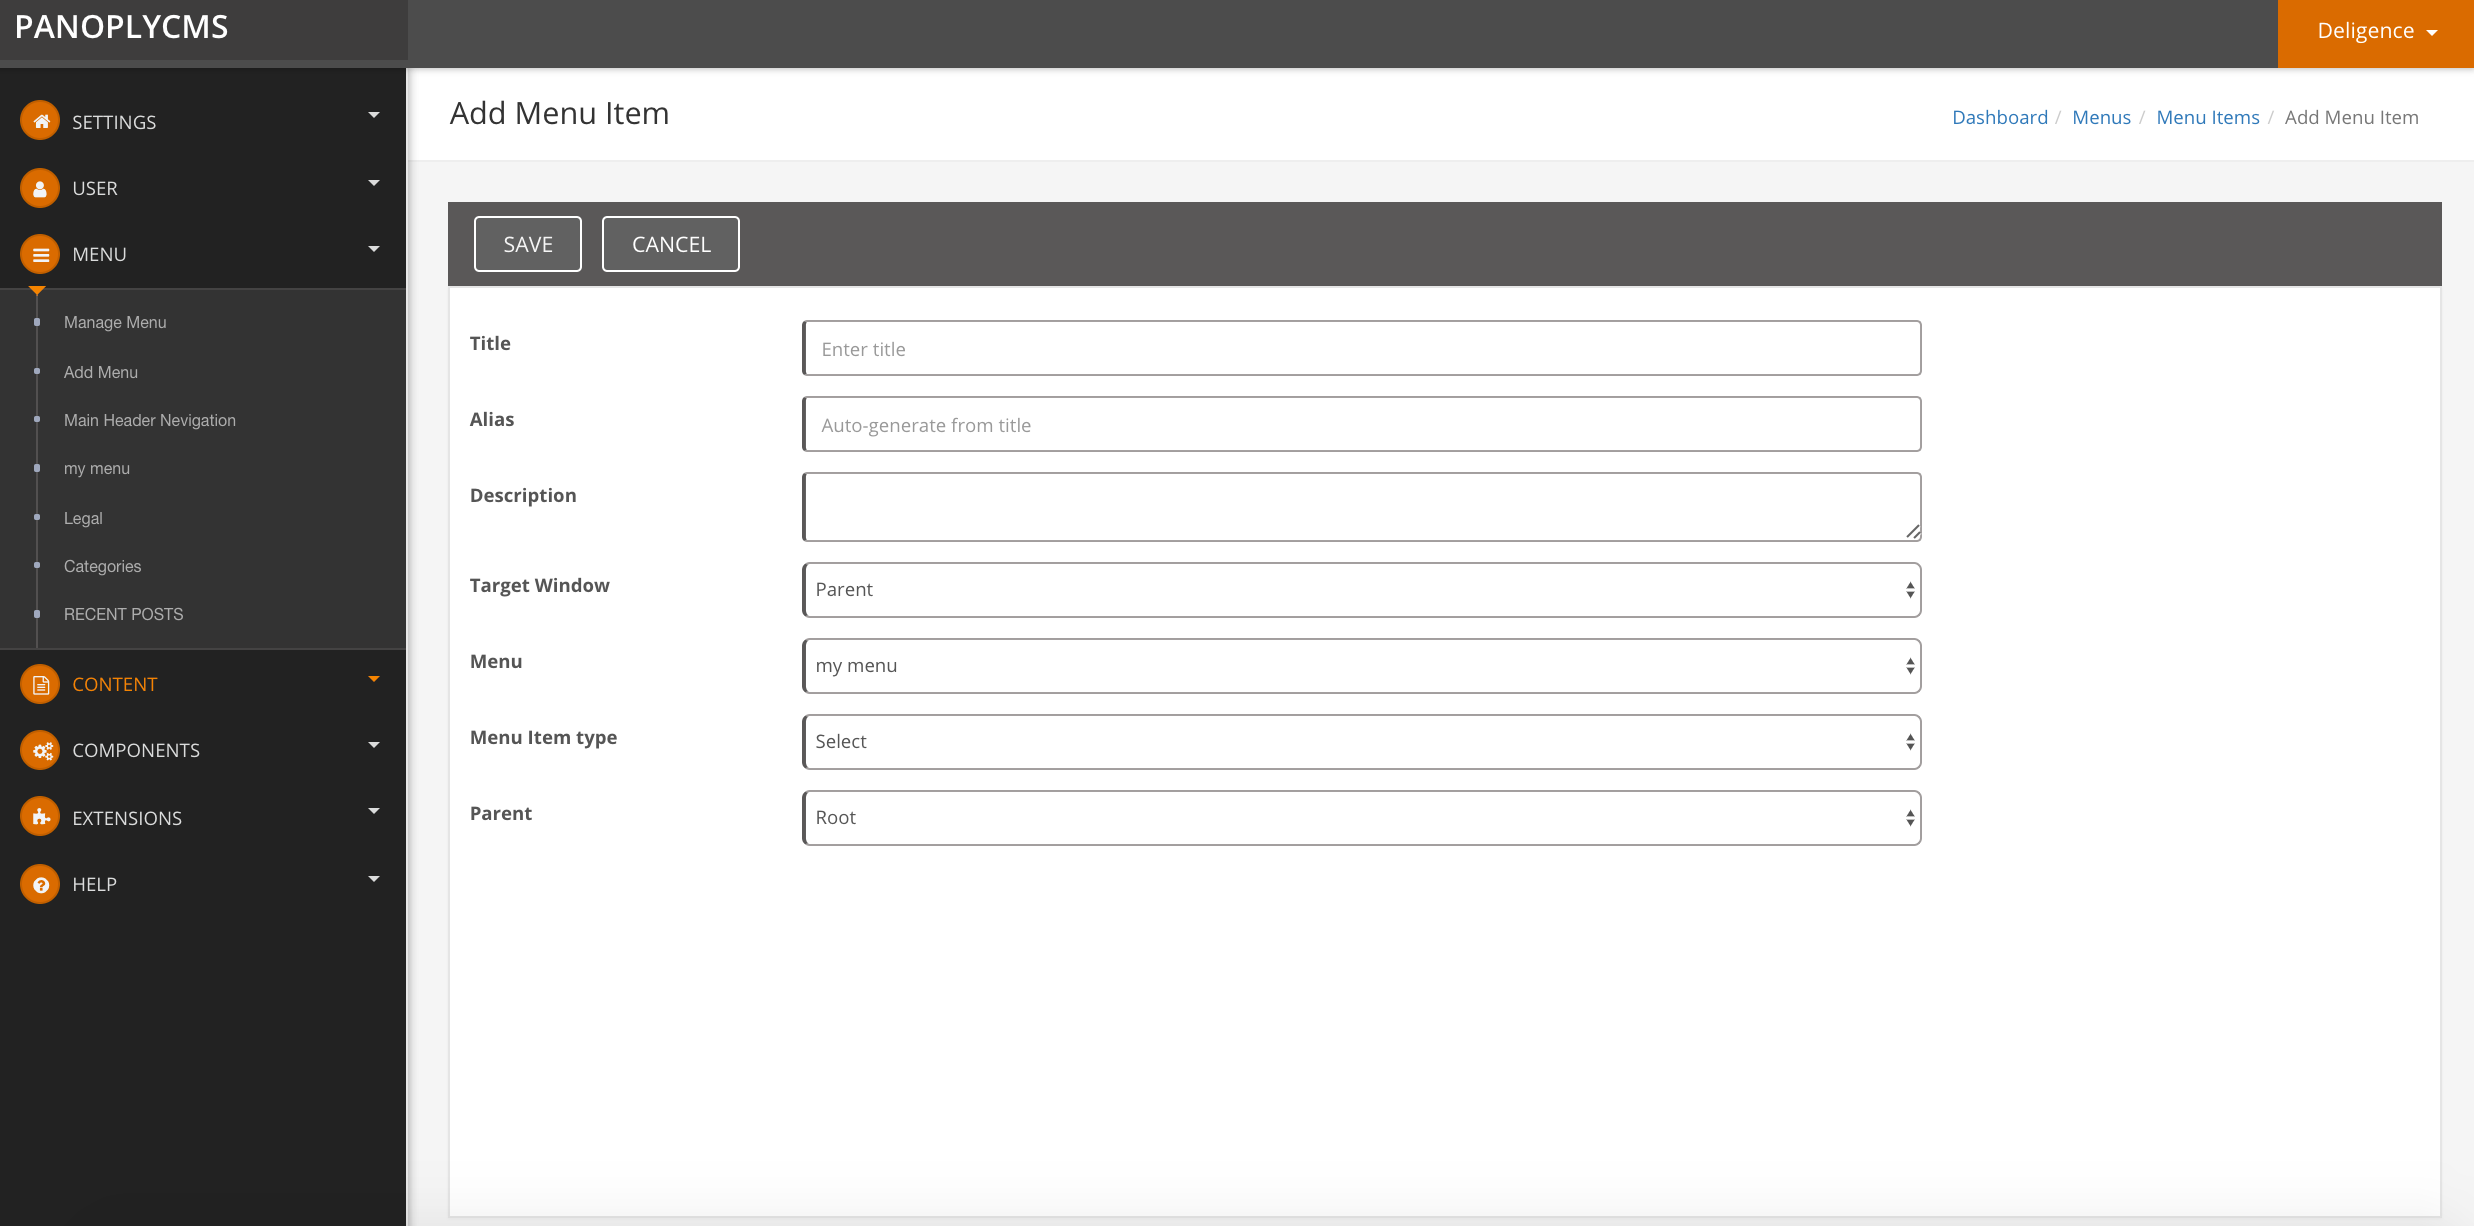 PANOPLYCMS
Deligence
SETTINGS
USER
MENU
Manage Menu
Add Menu
Main Header Nevigation
my menu
Legal
Categories
RECENT POSTS
CONTENT
COMPONENTS
EXTENSIONS
HELP
Add Menu Item
Dashboard / Menus / Menu Items / Add Menu Item
SAVE CANCEL
Title Enter title
Alias Auto-generate from title
Description
Target Window Parent
Menu my menu
Menu Item type Select
Parent Root